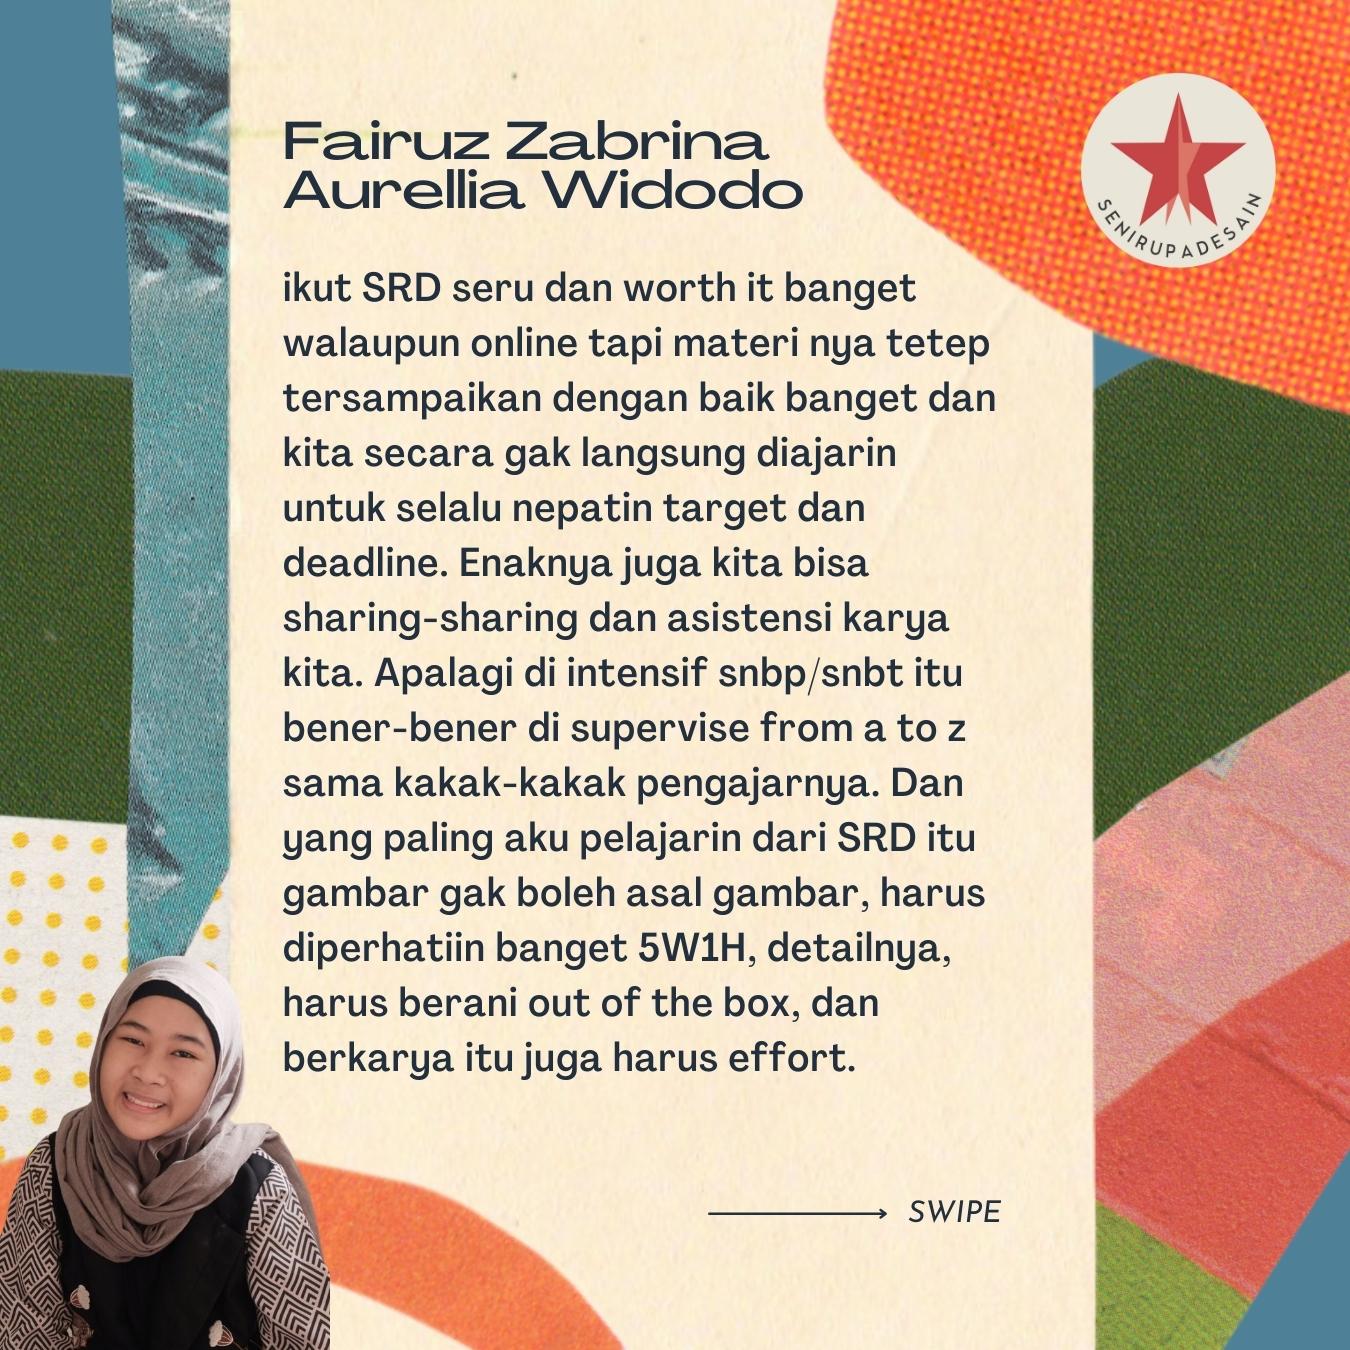 Fairuz Zabrina
Aurellia Widodo
SENIRUPADESAIN
ikut SRD seru dan worth it banget
walaupun online tapi materi nya tetep
tersampaikan dengan baik banget dan
kita secara gak langsung diajarin
untuk selalu nepatin target dan
deadline. Enaknya juga kita bisa
sharing-sharing dan asistensi karya
kita. Apalagi di intensif snbp/snbt itu
bener-bener di supervise from a to z
sama kakak-kakak pengajarnya. Dan
yang paling aku pelajarin dari SRD itu
gambar gak boleh asal gambar, harus
diperhatiin banget 5W1H, detailnya,
harus berani out of the box, dan
berkarya itu juga harus effort.
SWIPE